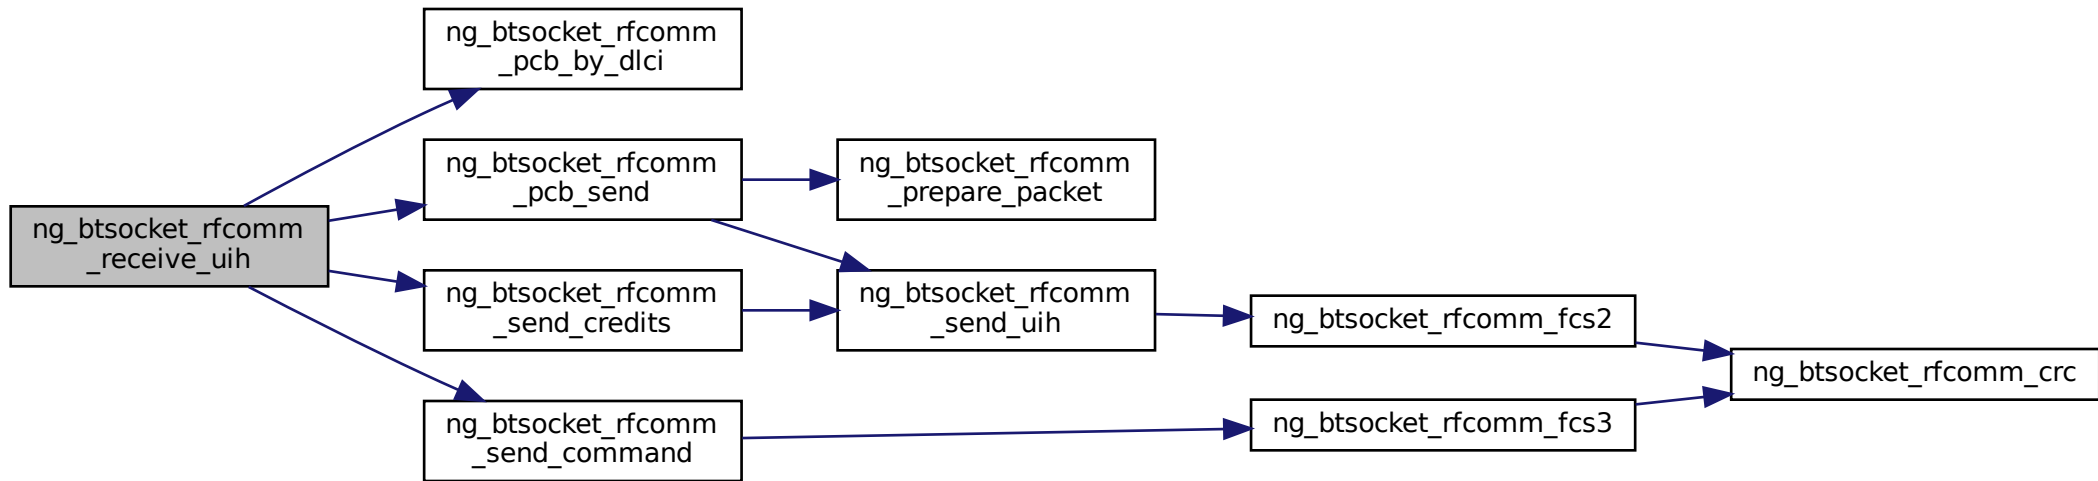 ng_btsocket_rfcomm
_receive_uih
ng_btsocket_rfcomm
_pcb_by_dlci
ng_btsocket_rfcomm
_pcb_send
ng_btsocket_rfcomm
_send_credits
ng_btsocket_rfcomm
_send_command
ng_btsocket_rfcomm
_prepare_packet
ng_btsocket_rfcomm
_send_uih
ng_btsocket_rfcomm_fcs2
ng_btsocket_rfcomm_fcs3
ng_btsocket_rfcomm_crc